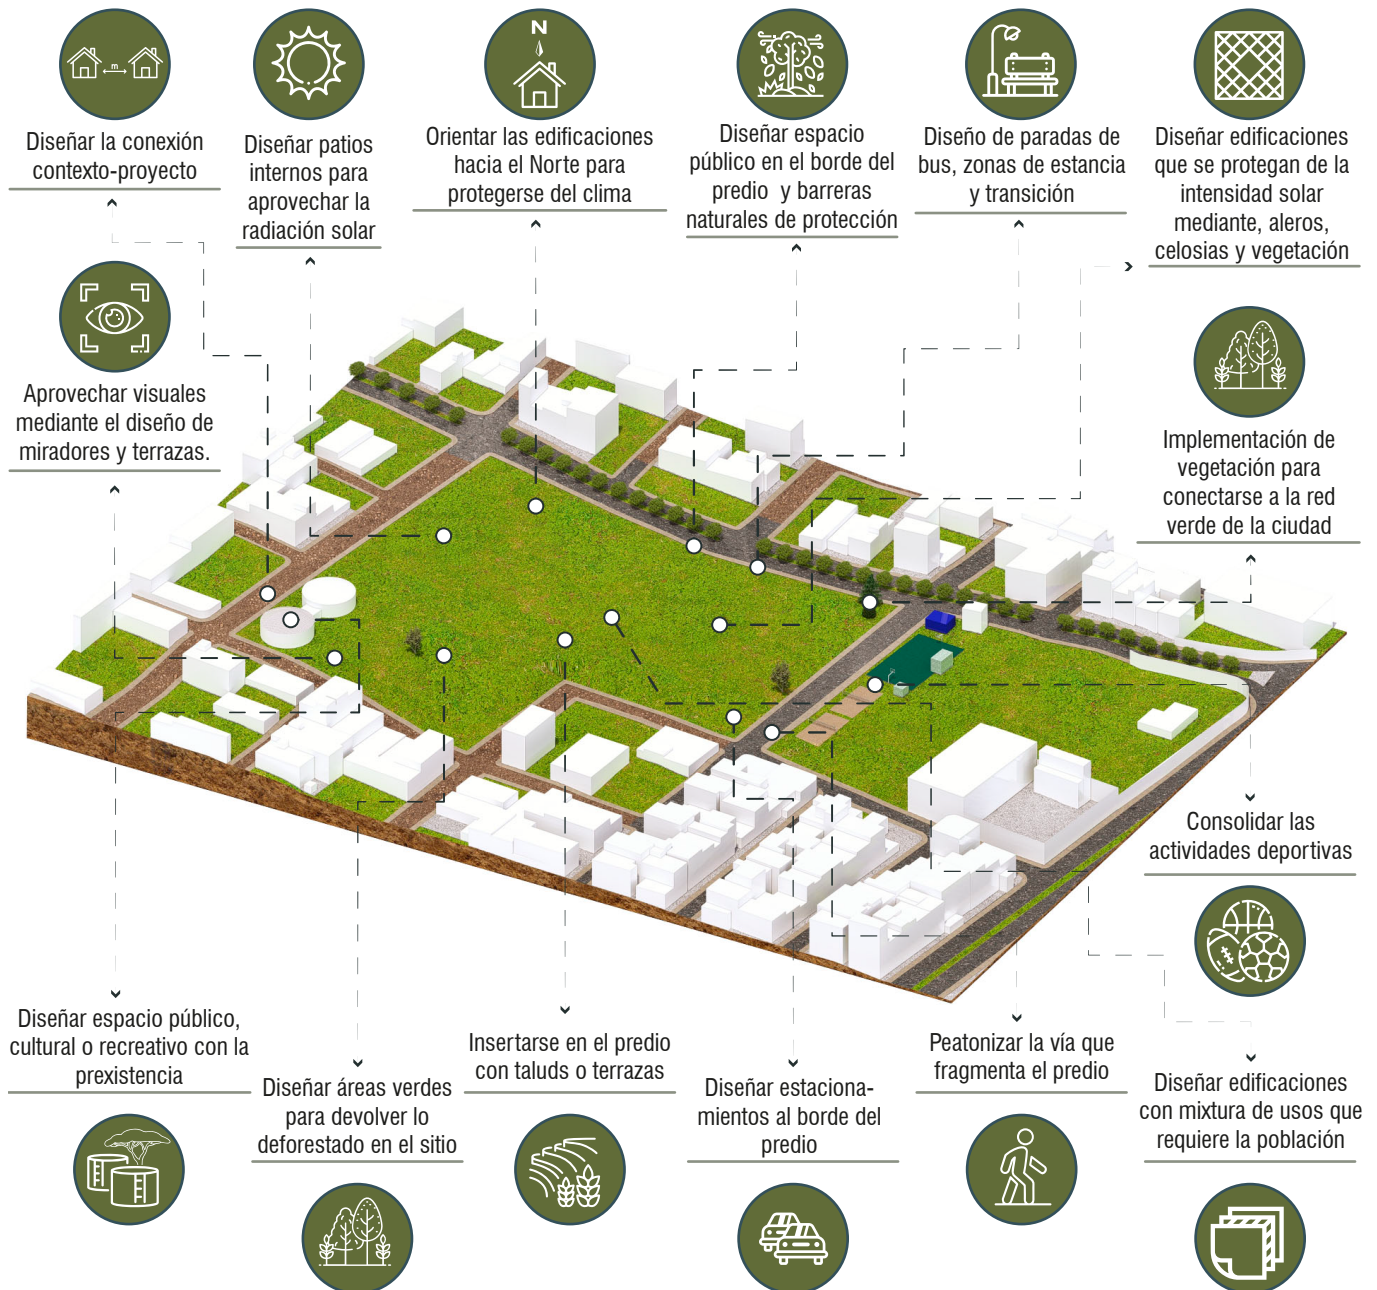 Diseñar la conexión
contexto-proyecto
m
Diseñar patios
internos para
aprovechar la
radiación solar
N
Orientar las edificaciones
hacia el Norte para
protegerse del clima
Diseñar espacio
público en el borde del
predio y barreras
naturales de protección
Diseño de paradas de
bus, zonas de estancia
y transición
Diseñar edificaciones
que se protegan de la
intensidad solar
mediante, aleros,
celosias y vegetación
Aprovechar visuales
mediante el diseño de
miradores y terrazas.
Implementación de
vegetación para
conectarse a la red
verde de la ciudad
Consolidar las
actividades deportivas
Diseñar espacio público,
cultural o recreativo con la
prexistencia
Diseñar áreas verdes
para devolver lo
deforestado en el sitio
Insertarse en el predio
con taluds o terrazas
Diseñar estaciona-
mientos al borde del
predio
Peatonizar la vía que
fragmenta el predio
Diseñar edificaciones
con mixtura de usos que
requiere la población